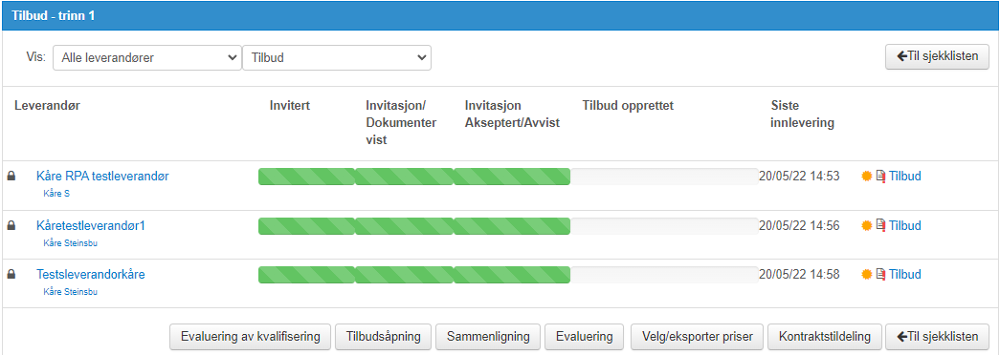 Tilbud - trinn 1
Vis: Alle leverandører Tilbud Til sjekklisten
Leverandør Invitert Invitasjon/ Dokumenter vist Invitasjon Akseptert/Avvist Tilbud opprettet Siste innlevering
Kåre RPA testleverandør 20/05/22 14:53 Tilbud
Kåre S
Kåretestleverandør1 20/05/22 14:56 Tilbud
Kåre Steinsbu
Testsleverandorkåre 20/05/22 14:58 Tilbud
Kåre Steinsbu
Evaluering av kvalifisering Tilbudsåpning Sammenligning Evaluering Velg/eksporter priser Kontraktstildeling Til sjekklisten